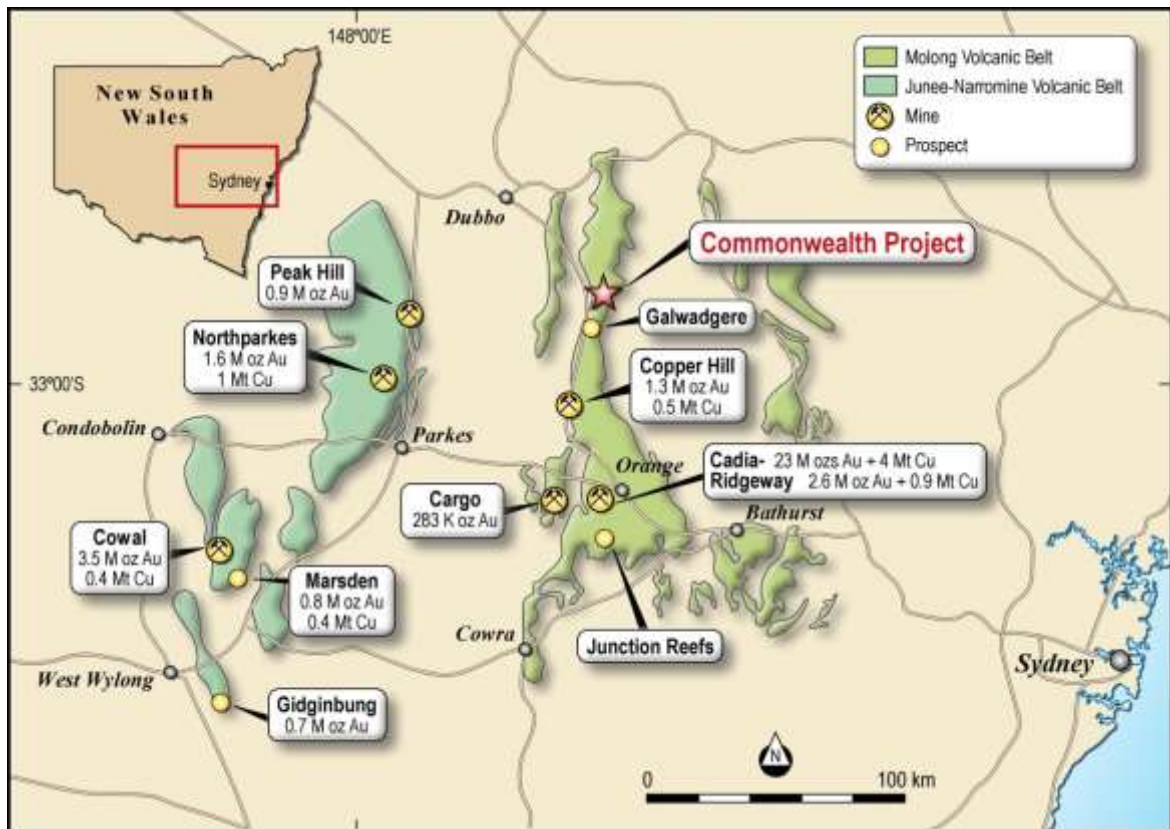 148º00'E
New South
Wales
Sydney
Molong Volcanic Belt
Junee-Narromine Volcanic Belt
Mine
Prospect
Dubbo
Commonwealth Project
Peak Hill
0.9 M oz Au
Galwadgere
Northparkes
1.6 M oz Au
1 Mt Cu
Copper Hill
1.3 M oz Au
0.5 Mt Cu
33º00'S
Condobolin
Parkes
Orange
Cadia- 23 M ozs Au + 4 Mt Cu
Ridgeway 2.6 M oz Au + 0.9 Mt Cu
Cargo
283 K oz Au
Bathurst
Cowal
3.5 M oz Au
0.4 Mt Cu
Marsden
0.8 M oz Au
0.4 Mt Cu
Cowra
Junction Reefs
Sydney
West Wylong
Gidginbung
0.7 M oz Au
N
0 100 km